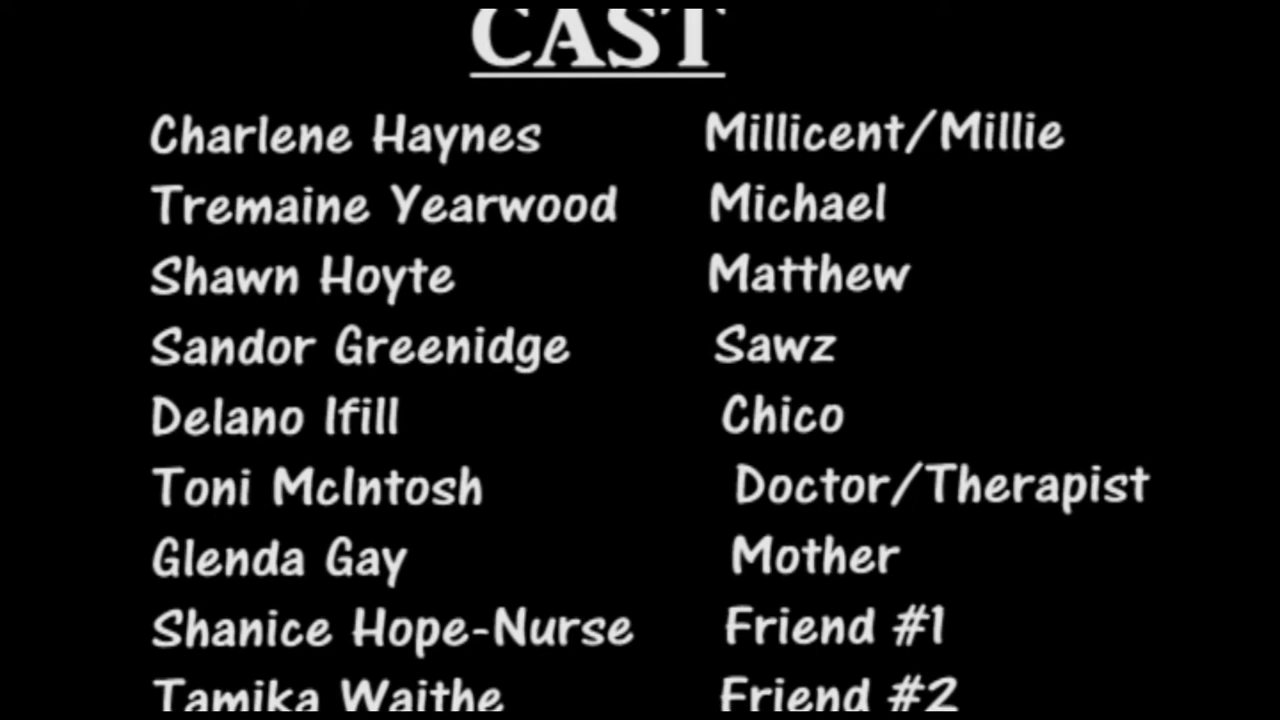 CAST
Charlene Haynes Millicent/Millie
Tremaine Yearwood Michael
Shawn Hoyte Matthew
Sandor Greenidge Sawz
Delano Ifill Chico
Toni McIntosh Doctor/Therapist
Glenda Gay Mother
Shanice Hope-Nurse Friend #1
Tamika Waithe Friend #2